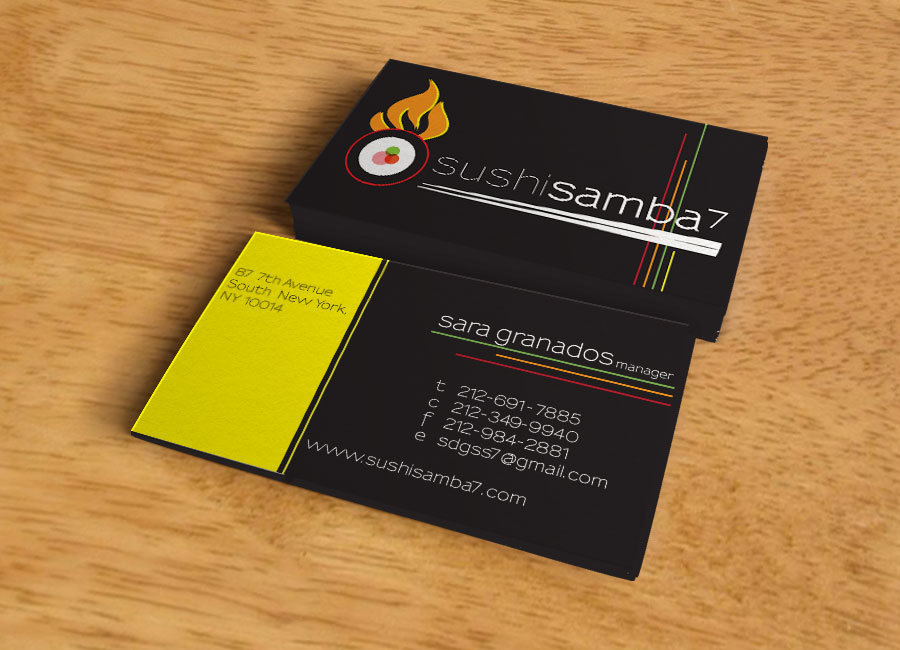 sushisamba7
87 7th Avenue
South New York,
NY 10014
sara granados manager
t 212-691-7885
c 212-349-9940
f 212-984-2881
e sdgss7@gmail.com
www.sushisamba7.com